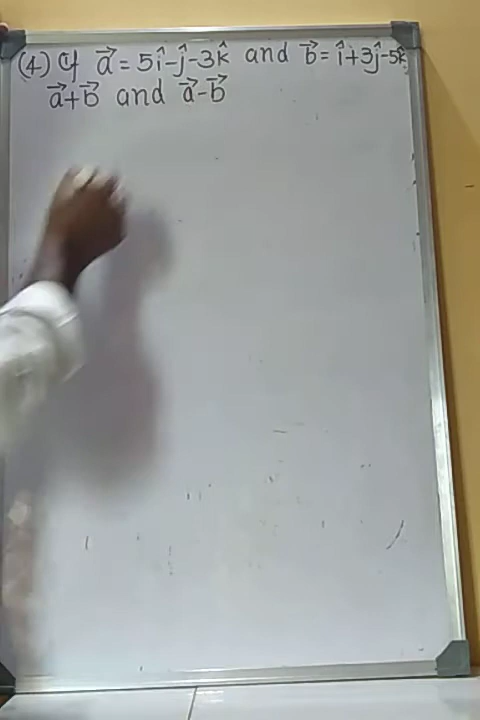 (4) If a⃗ = 5î-ĵ-3k̂ and b⃗ = î+3ĵ-5k̂
a⃗+b⃗ and a⃗-b⃗